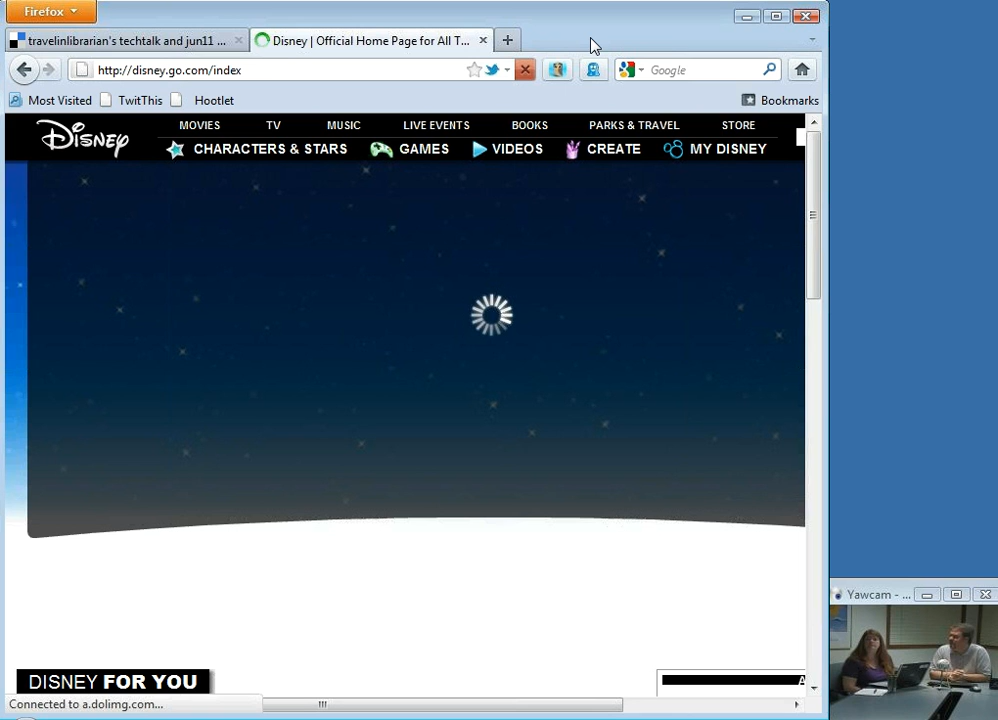 Firefox
travelinlibrarian's techtalk and jun11 ...
Disney | Official Home Page for All T...
http://disney.go.com/index
Google
Most Visited
TwitThis
Hootlet
Bookmarks
Disney
MOVIES
TV
MUSIC
LIVE EVENTS
BOOKS
PARKS & TRAVEL
STORE
CHARACTERS & STARS
GAMES
VIDEOS
CREATE
MY DISNEY
Yawcam - ...
DISNEY FOR YOU
A
Connected to a.dolimg.com...